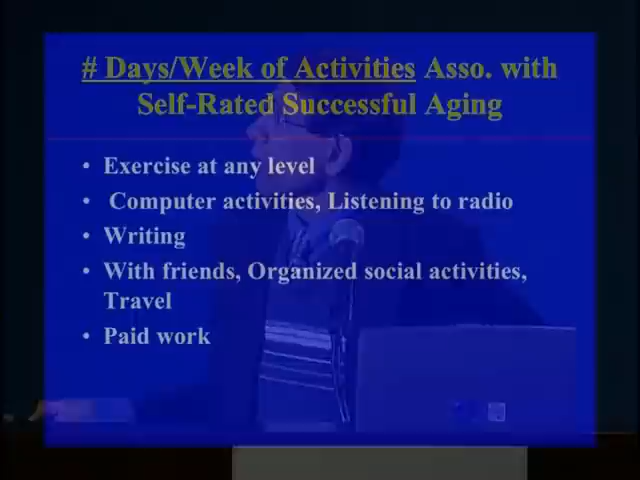 # Days/Week of Activities Asso. with
Self-Rated Successful Aging
• Exercise at any level
• Computer activities, Listening to radio
• Writing
• With friends, Organized social activities,
Travel
• Paid work